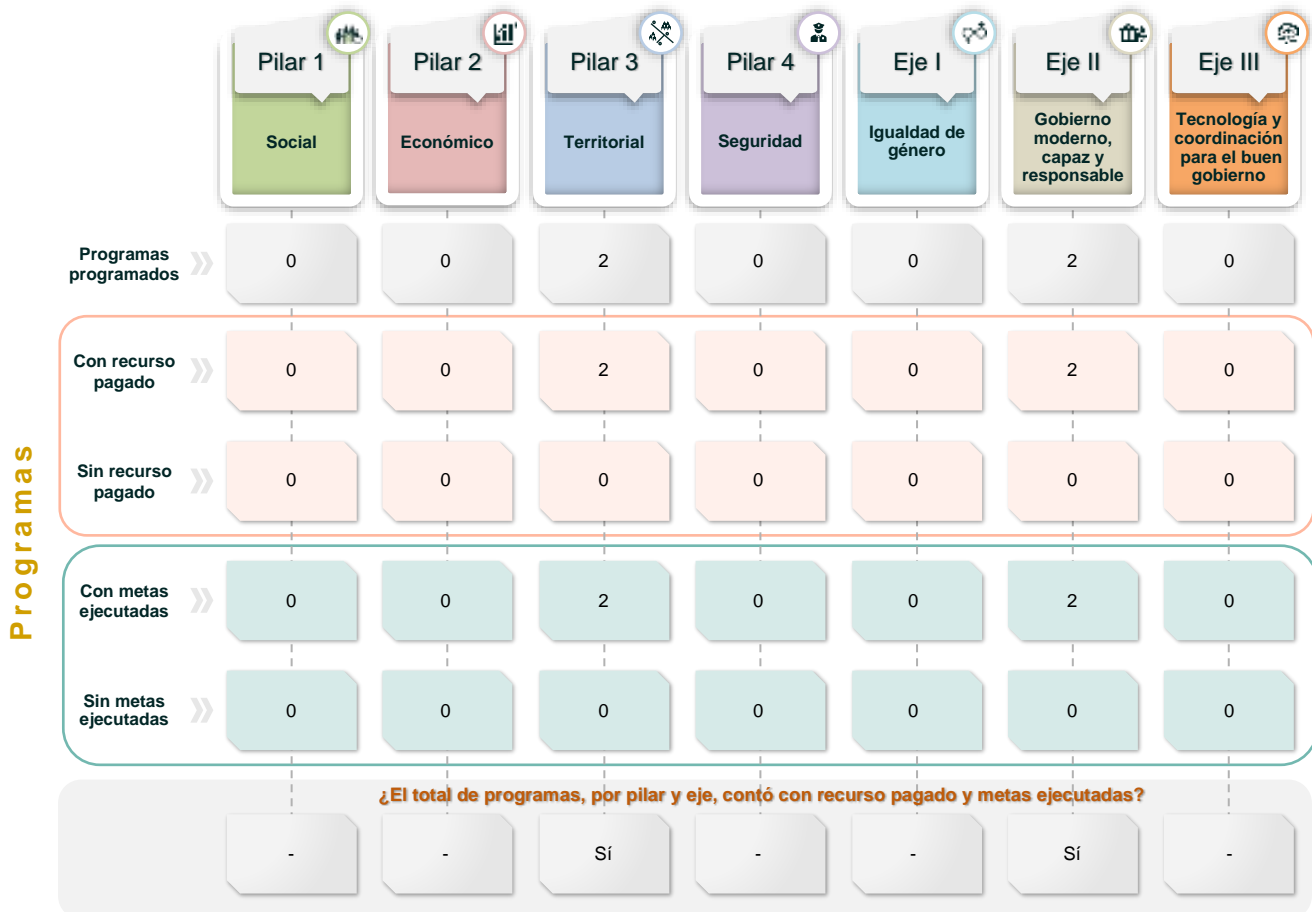 Pilar 1
Pilar 2
Pilar 3
Pilar 4
Eje I
Eje II
Eje III
Social
Económico
Territorial
Seguridad
Igualdad de
género
Gobierno
moderno,
capaz y
responsable
Tecnología y
coordinación
para el buen
gobierno
Programas
Programas
programados
0 0 2 0 0 2 0
Con recurso
pagado
0 0 2 0 0 2 0
Sin recurso
pagado
0 0 0 0 0 0 0
Con metas
ejecutadas
0 0 2 0 0 2 0
Sin metas
ejecutadas
0 0 0 0 0 0 0
¿El total de programas, por pilar y eje, contó con recurso pagado y metas ejecutadas?
- - Sí - - Sí -